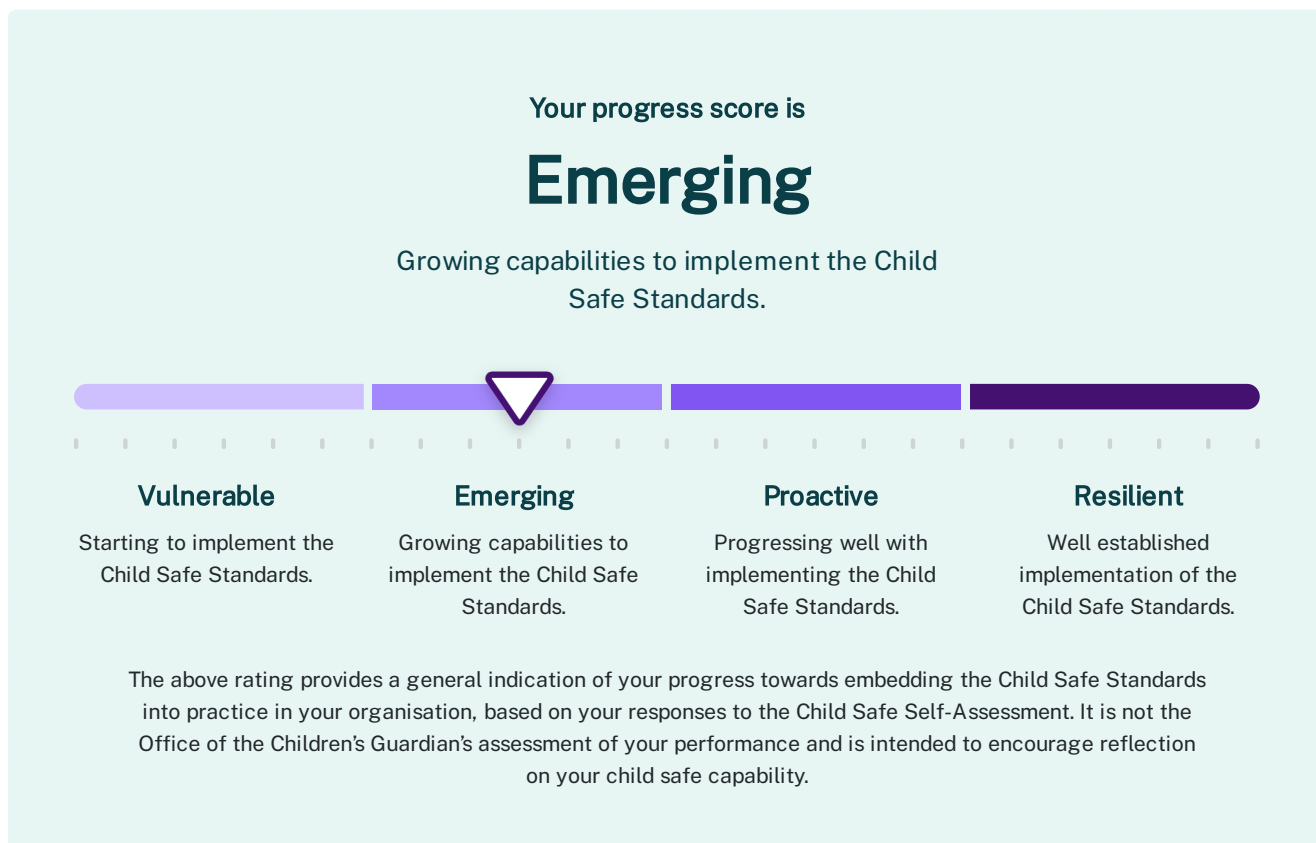 Your progress score is
Emerging
Growing capabilities to implement the Child
Safe Standards.
Vulnerable
Starting to implement the
Child Safe Standards.
Emerging
Growing capabilities to
implement the Child Safe
Standards.
Proactive
Progressing well with
implementing the Child
Safe Standards.
Resilient
Well established
implementation of the
Child Safe Standards.
The above rating provides a general indication of your progress towards embedding the Child Safe Standards
into practice in your organisation, based on your responses to the Child Safe Self-Assessment. It is not the
Office of the Children’s Guardian’s assessment of your performance and is intended to encourage reflection
on your child safe capability.